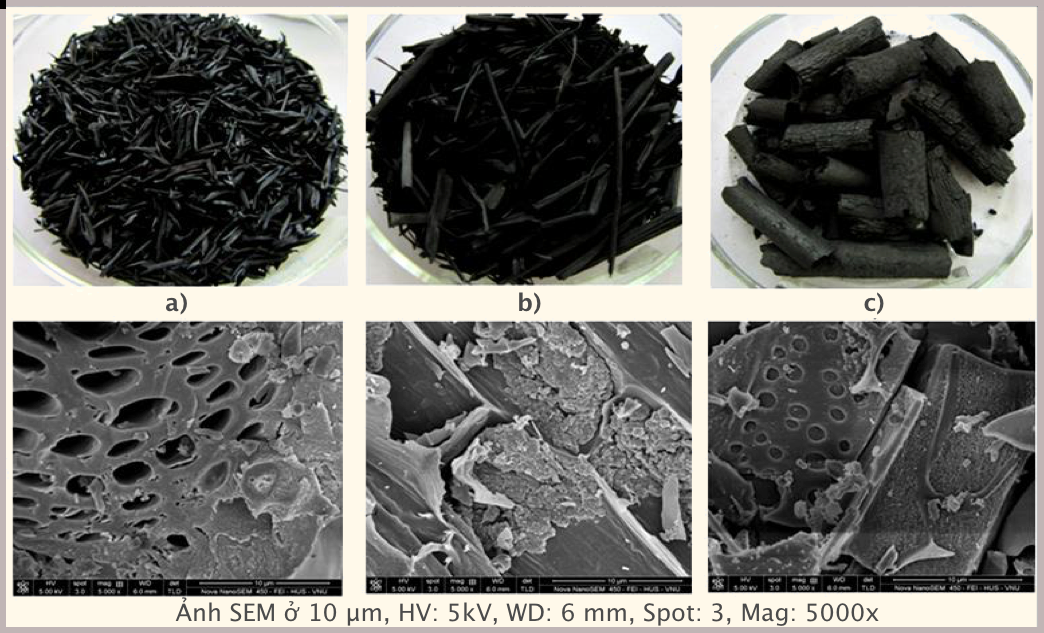 a)
b)
c)
HV spot mag WD det 10 µm
5.00 kV 3.0 5 000 x 6.0 mm TLD Nova NanoSEM 450 - FEI - HUS - VNU
HV spot mag WD det 10 µm
5.00 kV 3.0 5 000 x 6.0 mm TLD Nova NanoSEM 450 - FEI - HUS - VNU
HV spot mag WD det 10 µm
5.00 kV 3.0 5 000 x TLD Nova NanoSEM 450 - FEI - HUS - VNU
Ảnh SEM ở 10 µm, HV: 5kV, WD: 6 mm, Spot: 3, Mag: 5000x